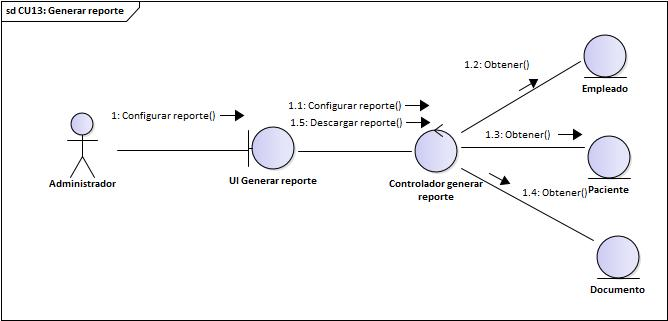 sd CU13: Generar reporte
1.2: Obtener()
Empleado
1: Configurar reporte()
1.1: Configurar reporte()
1.5: Descargar reporte()
1.3: Obtener()
Administrador
UI Generar reporte
Controlador generar
reporte
1.4: Obtener()
Paciente
Documento